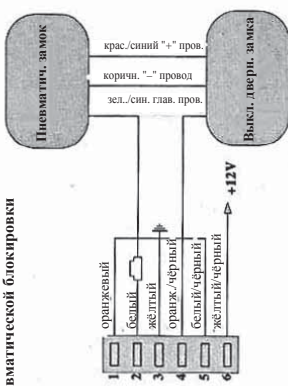 вматической блокировки
Пневматич. замок
крас./синий "+" пров.
коричн. "–" провод
зел../син. глав. пров.
Выкл. дверн. замка
1 оранжевый
2 белый
3 жёлтый
4 оранж./чёрный
5 белый/чёрный
6 жёлтый/чёрный
+12V